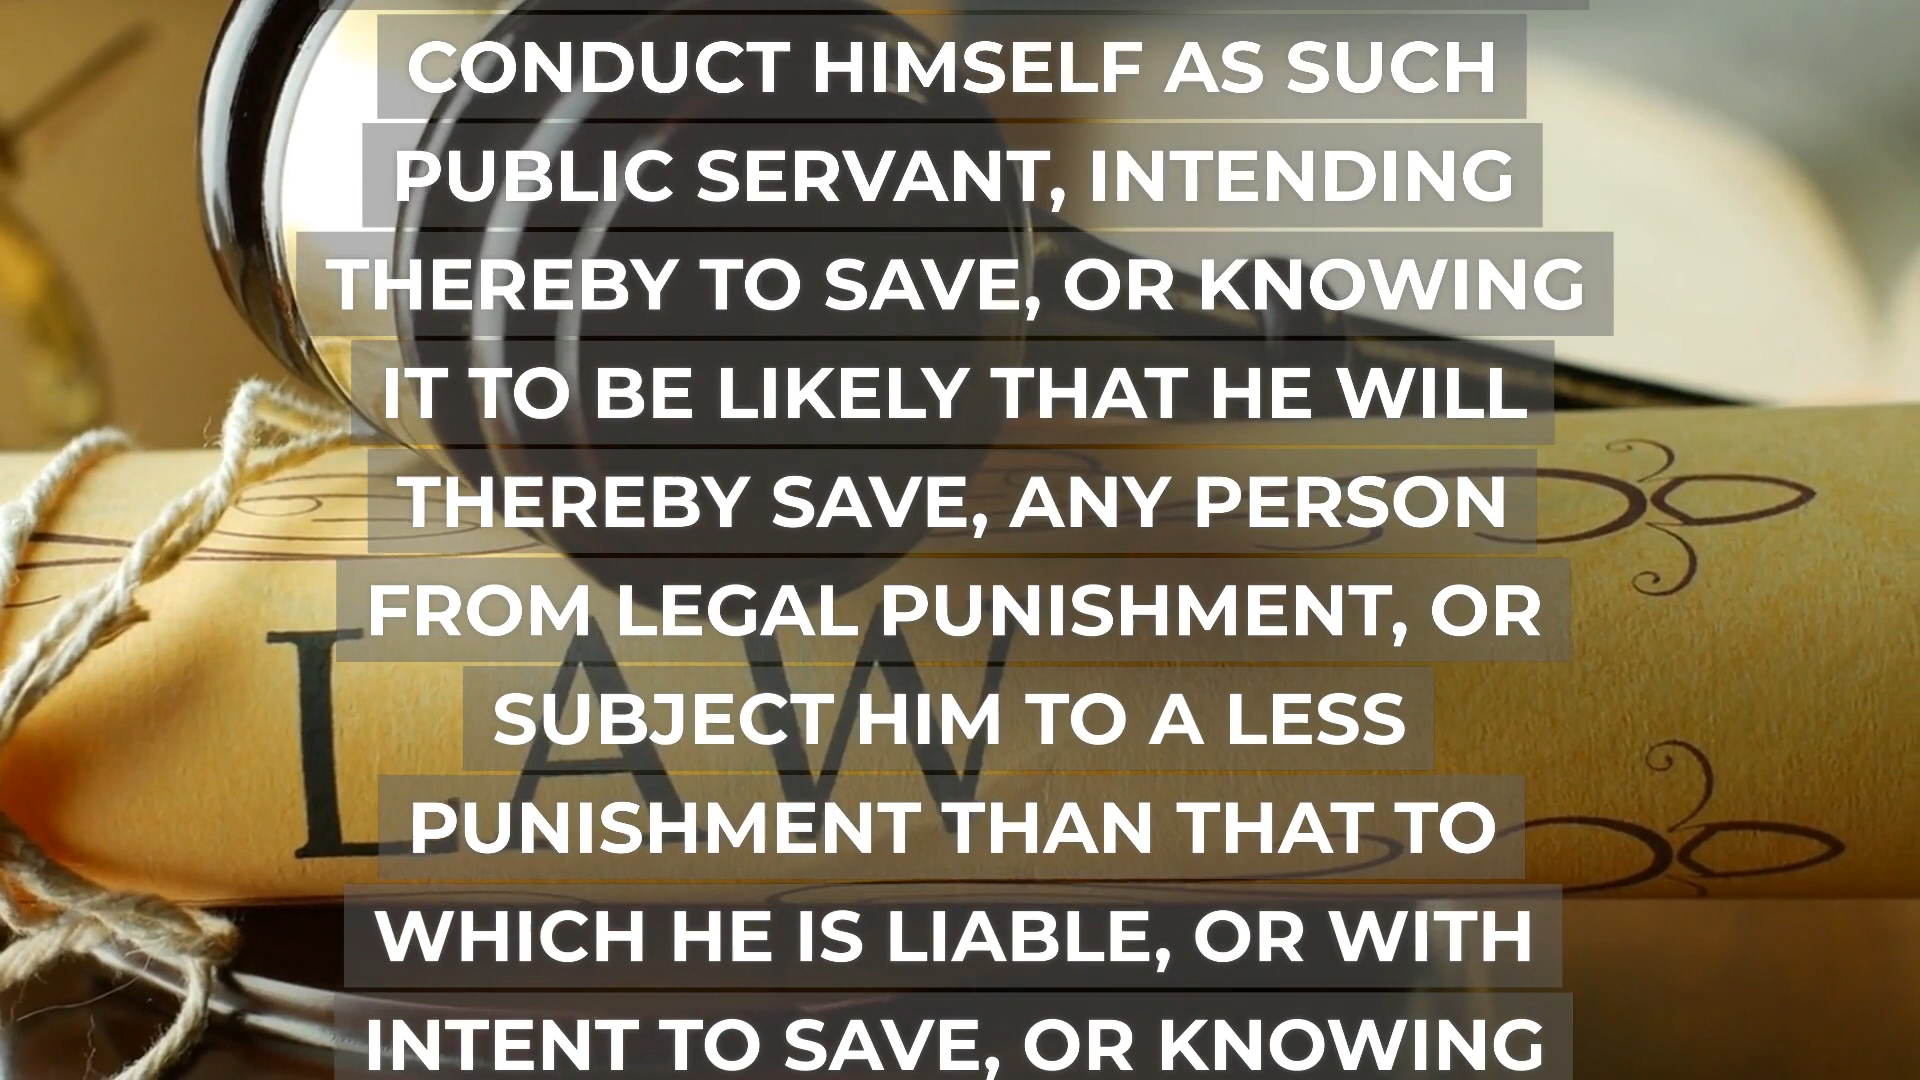 CONDUCT HIMSELF AS SUCH
PUBLIC SERVANT, INTENDING
THEREBY TO SAVE, OR KNOWING
IT TO BE LIKELY THAT HE WILL
THEREBY SAVE, ANY PERSON
FROM LEGAL PUNISHMENT, OR
SUBJECT HIM TO A LESS
PUNISHMENT THAN THAT TO
WHICH HE IS LIABLE, OR WITH
INTENT TO SAVE, OR KNOWING
LAW